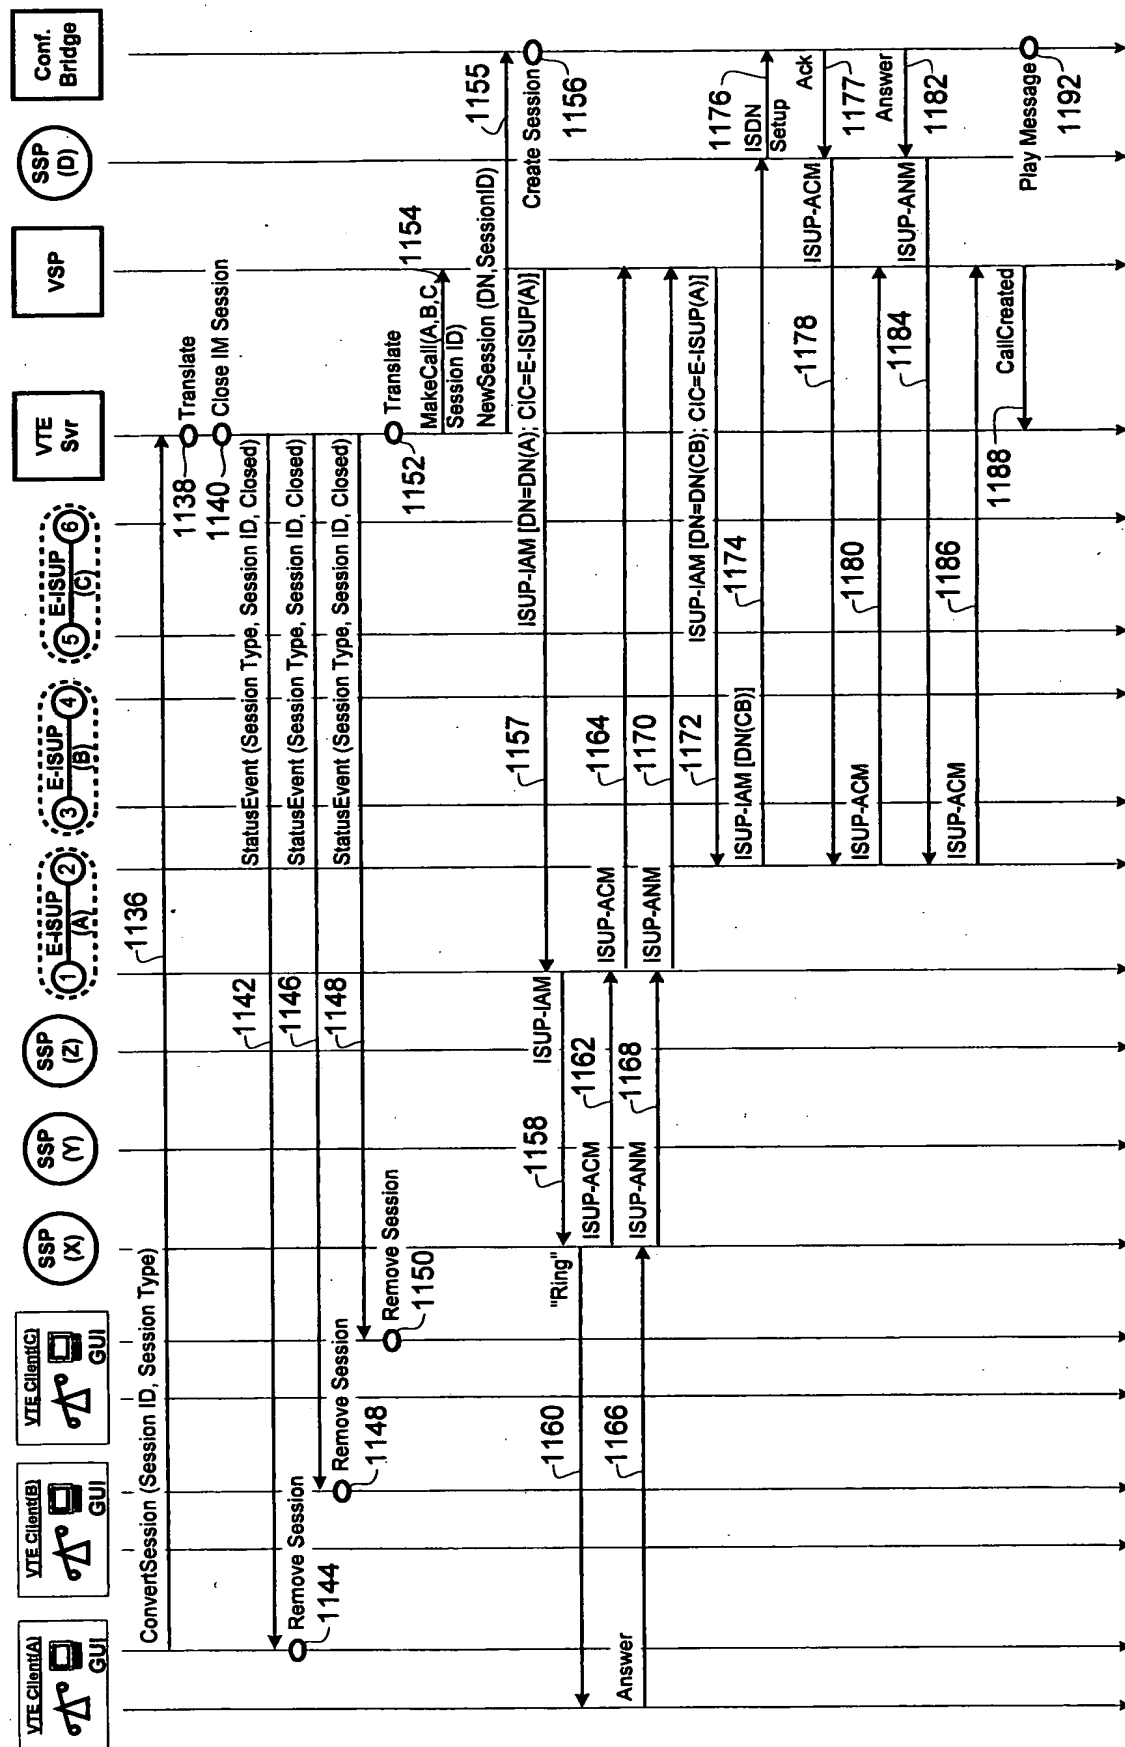 VTE Client(A)
GUI
VTE Client(B)
GUI
VTE Client(C)
GUI
SSP
(X)
SSP
(Y)
SSP
(Z)
1
E-ISUP
(A)
2
3
E-ISUP
(B)
4
5
E-ISUP
(C)
6
VTE
Svr
VSP
SSP
(D)
Conf.
Bridge
ConvertSession (Session ID, Session Type)
1136
1138
Translate
1140
Close IM Session
1142
StatusEvent (Session Type, Session ID, Closed)
Remove Session
1144
1146
StatusEvent (Session Type, Session ID, Closed)
Remove Session
1148
1148
StatusEvent (Session Type, Session ID, Closed)
Remove Session
1150
1152
Translate
MakeCall(A,B,C,
Session ID)
1154
NewSession (DN,SessionID)
1155
Create Session
1156
ISUP-IAM [DN=DN(A); CIC=E-ISUP(A)]
1157
ISUP-IAM
1158
"Ring"
1160
ISUP-ACM
1162
ISUP-ACM
1164
Answer
1166
ISUP-ANM
1168
ISUP-ANM
1170
ISUP-IAM [DN=DN(CB); CIC=E-ISUP(A)]
1172
ISUP-IAM [DN(CB)]
1174
1176
ISDN
Setup
Ack
1177
ISUP-ACM
1178
ISUP-ACM
1180
Answer
1182
ISUP-ANM
1184
ISUP-ACM
1186
CallCreated
1188
Play Message
1192